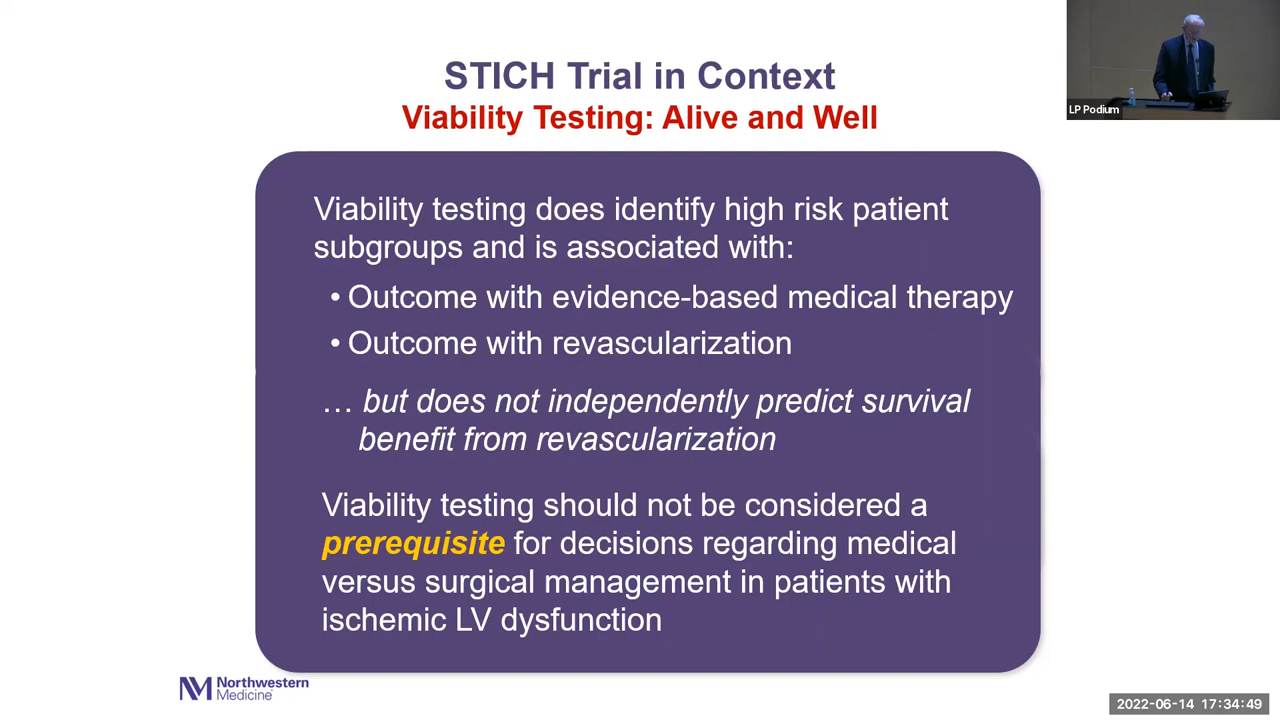 STICH Trial in Context
Viability Testing: Alive and Well
LP Podium
Viability testing does identify high risk patient
subgroups and is associated with:
• Outcome with evidence-based medical therapy
• Outcome with revascularization
… but does not independently predict survival
benefit from revascularization
Viability testing should not be considered a
prerequisite for decisions regarding medical
versus surgical management in patients with
ischemic LV dysfunction
Northwestern
Medicine
2022-06-14 17:34:49